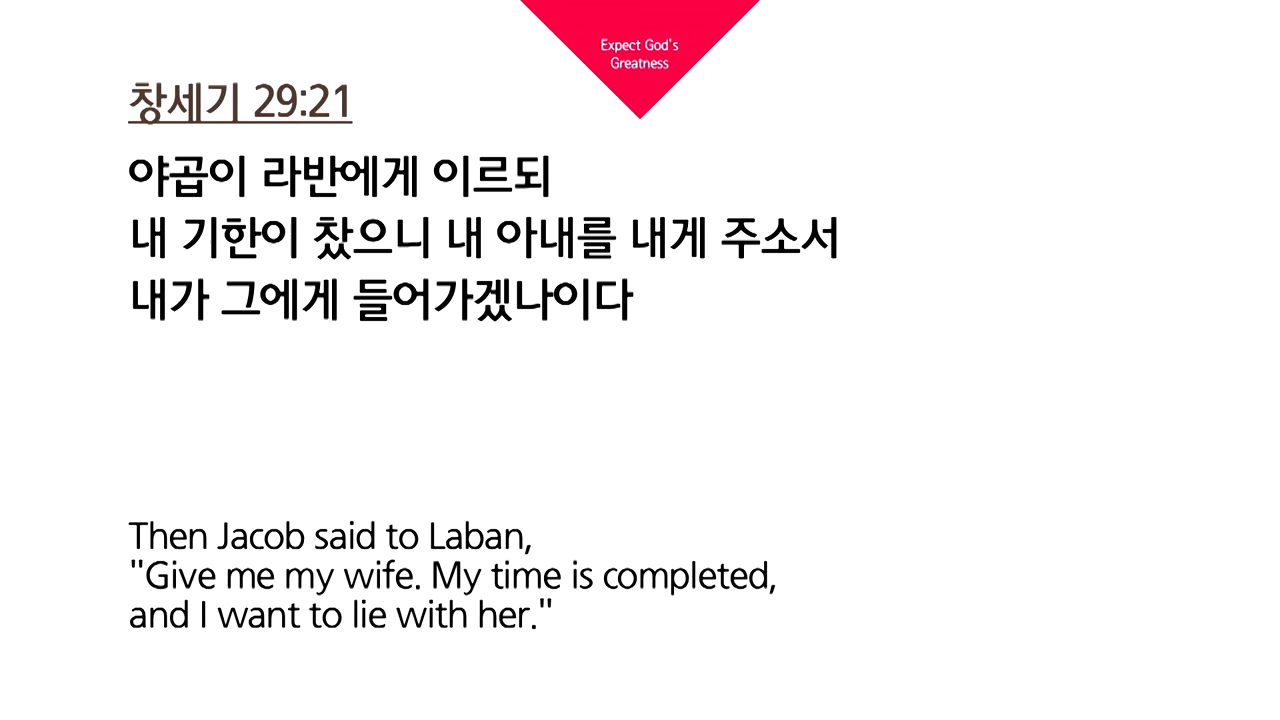 Expect God's
Greatness
창세기 29:21
야곱이 라반에게 이르되
내 기한이 찼으니 내 아내를 내게 주소서
내가 그에게 들어가겠나이다
Then Jacob said to Laban,
"Give me my wife. My time is completed,
and I want to lie with her."